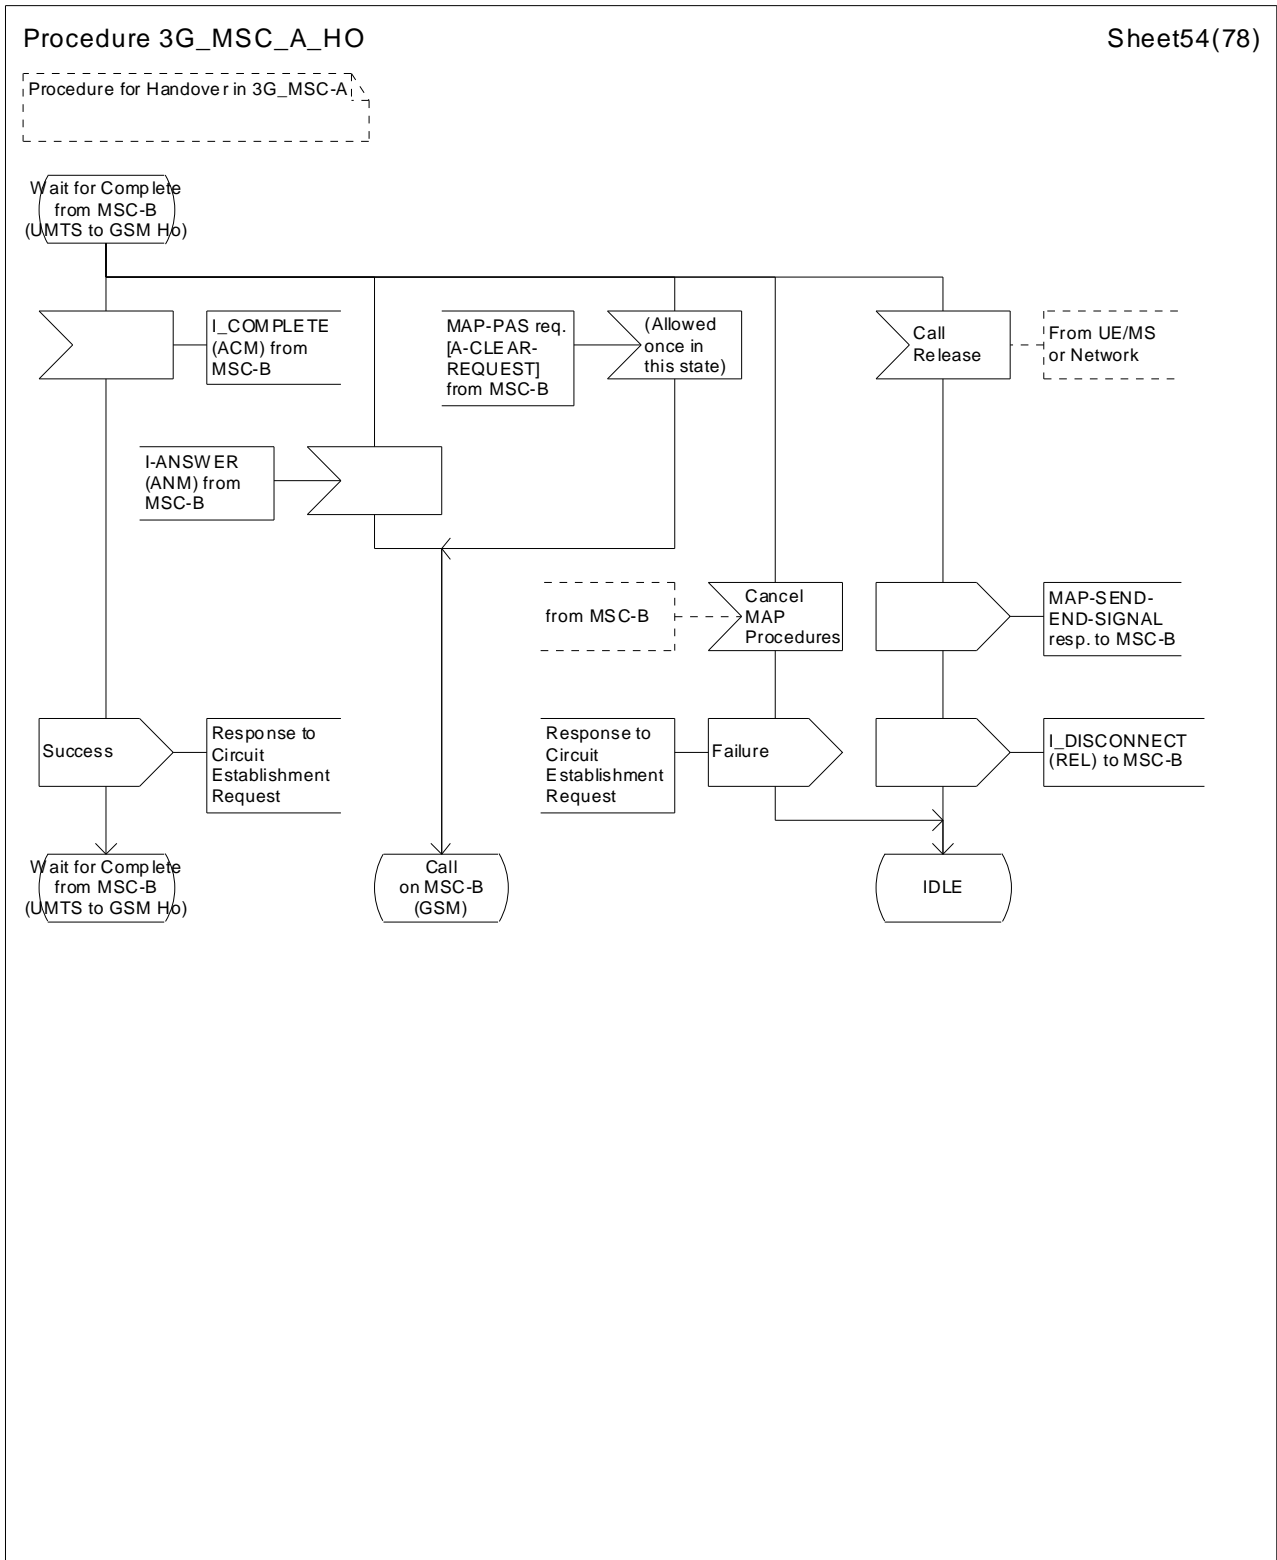 Procedure 3G_MSC_A_HO
Sheet54(78)
Procedure for Handover in 3G_MSC-A
Wait for Complete
from MSC-B
(UMTS to GSM Ho)
I_COMPLETE
(ACM) from
MSC-B
MAP-PAS req.
[A-CLEAR-
REQUEST]
from MSC-B
(Allowed
once in
this state)
Call
Release
From UE/MS
or Network
I-ANSWER
(ANM) from
MSC-B
from MSC-B
Cancel
MAP
Procedures
MAP-SEND-
END-SIGNAL
resp. to MSC-B
Success
Response to
Circuit
Establishment
Request
Response to
Circuit
Establishment
Request
Failure
I_DISCONNECT
(REL) to MSC-B
Wait for Complete
from MSC-B
(UMTS to GSM Ho)
Call
on MSC-B
(GSM)
IDLE